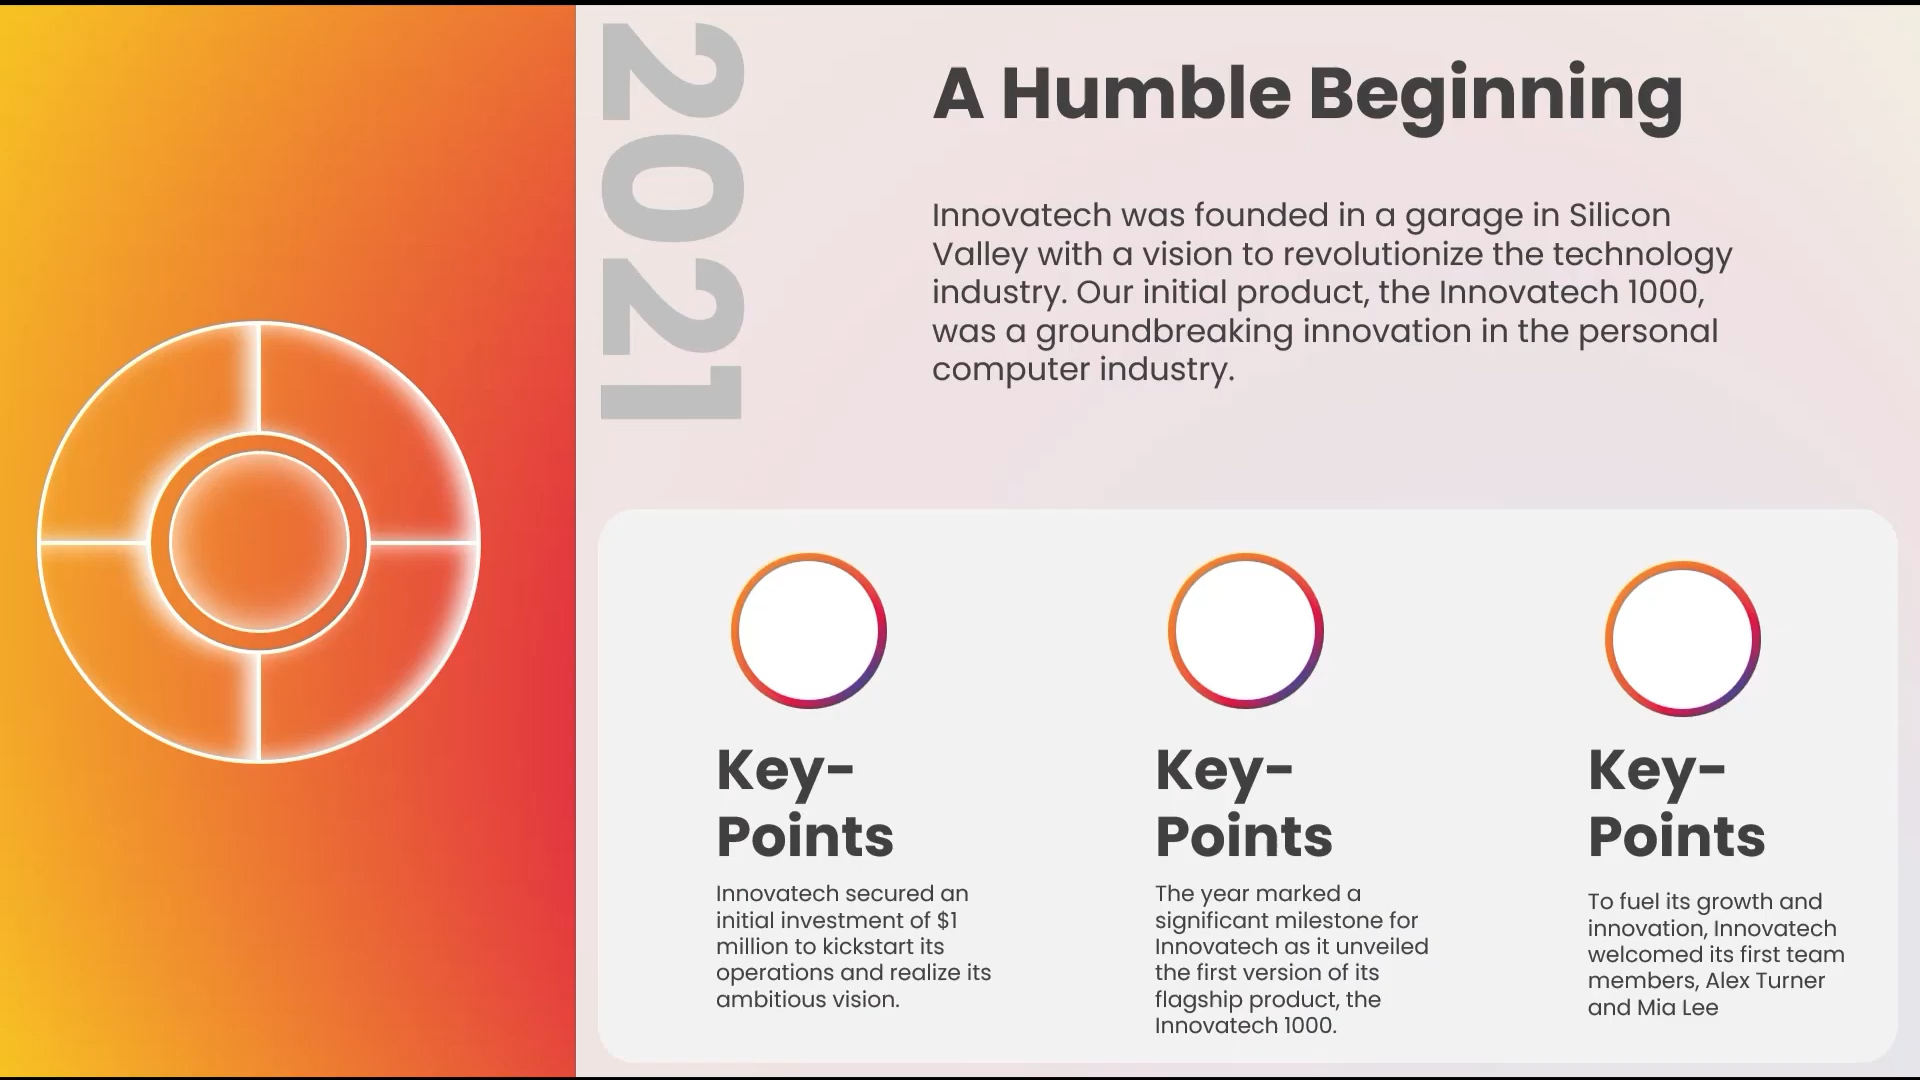 2021
A Humble Beginning
Innovatech was founded in a garage in Silicon
Valley with a vision to revolutionize the technology
industry. Our initial product, the Innovatech 1000,
was a groundbreaking innovation in the personal
computer industry.
Key-
Points
Innovatech secured an
initial investment of $1
million to kickstart its
operations and realize its
ambitious vision.
Key-
Points
The year marked a
significant milestone for
Innovatech as it unveiled
the first version of its
flagship product, the
Innovatech 1000.
Key-
Points
To fuel its growth and
innovation, Innovatech
welcomed its first team
members, Alex Turner
and Mia Lee